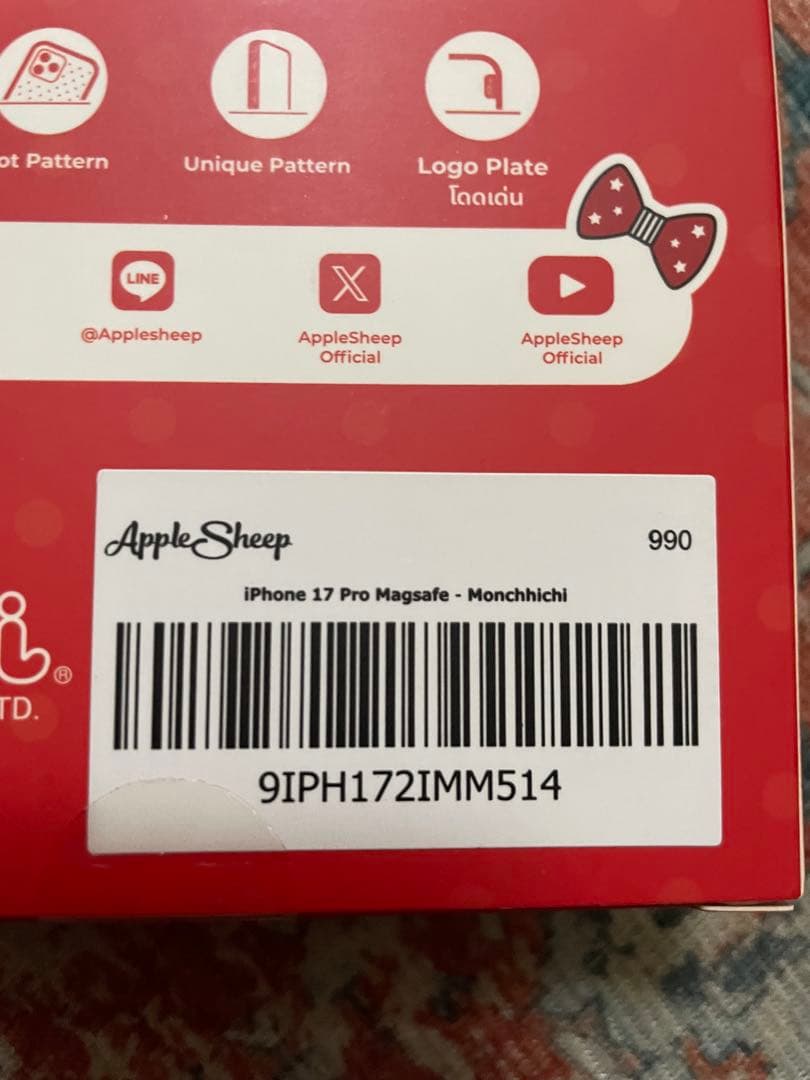 ot Pattern
Unique Pattern
Logo Plate
โดดเด่น
LINE
@Applesheep
X
AppleSheep
Official
AppleSheep
Official
AppleSheep
990
iPhone 17 Pro Magsafe - Monchhichi
9IPH172IMM514
®
TD.